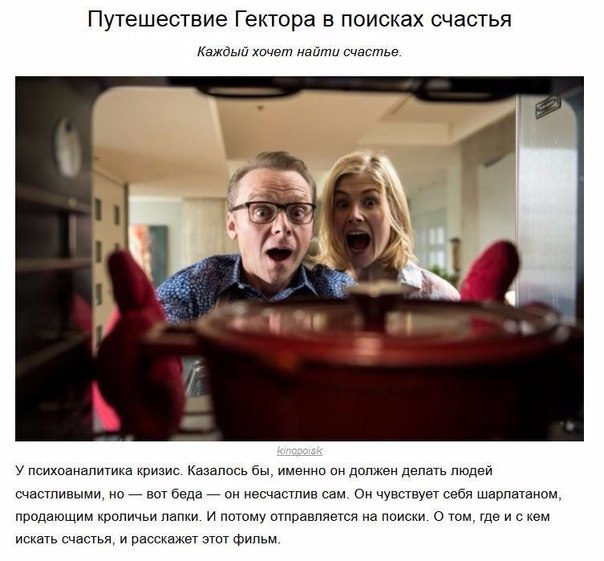 Путешествие Гектора в поисках счастья
Каждый хочет найти счастье.
kinopoisk
У психоаналитика кризис. Казалось бы, именно он должен делать людей
счастливыми, но — вот беда — он несчастлив сам. Он чувствует себя шарлатаном,
продающим кроличьи лапки. И потому отправляется на поиски. О том, где и с кем
искать счастья, и расскажет этот фильм.